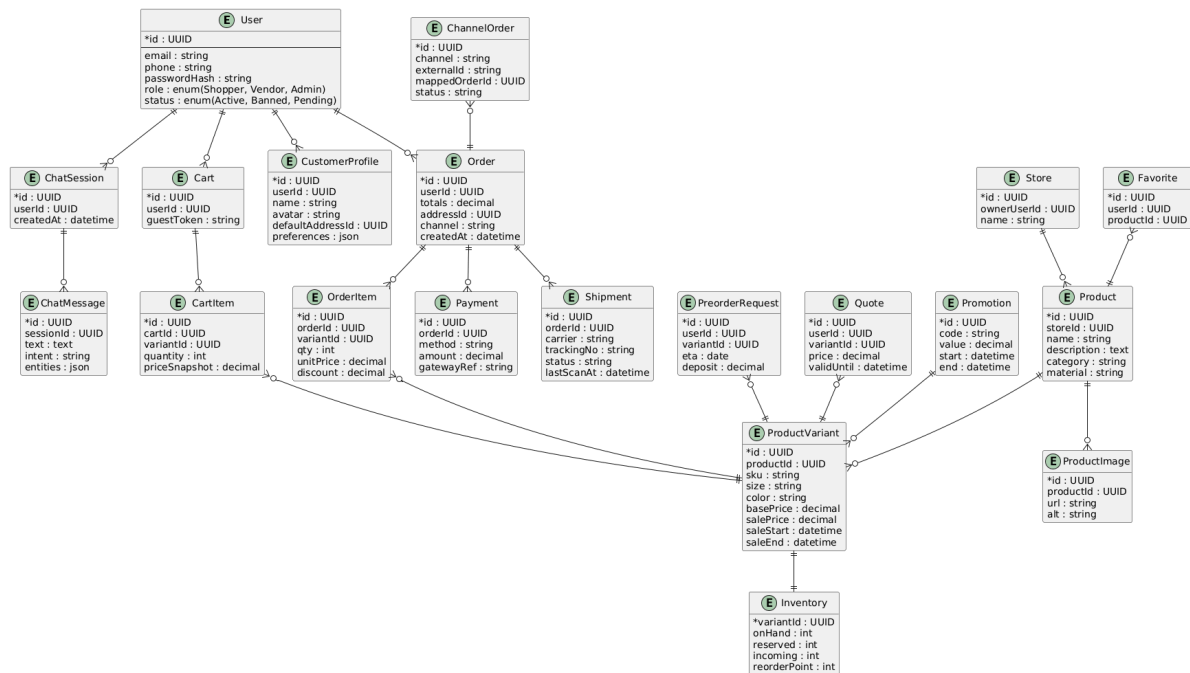 E User
*id : UUID
email : string
phone : string
passwordHash : string
role : enum(Shopper, Vendor, Admin)
status : enum(Active, Banned, Pending)
E ChannelOrder
*id : UUID
channel : string
externalId : string
mappedOrderId : UUID
status : string
E ChatSession
*id : UUID
userId : UUID
createdAt : datetime
E Cart
*id : UUID
userId : UUID
guestToken : string
E CustomerProfile
*id : UUID
userId : UUID
name : string
avatar : string
defaultAddressId : UUID
preferences : json
E Order
*id : UUID
userId : UUID
totals : decimal
addressId : UUID
channel : string
createdAt : datetime
E Store
*id : UUID
ownerUserId : UUID
name : string
E Favorite
*id : UUID
userId : UUID
productId : UUID
E ChatMessage
*id : UUID
sessionId : UUID
text : text
intent : string
entities : json
E CartItem
*id : UUID
cartId : UUID
variantId : UUID
quantity : int
priceSnapshot : decimal
E OrderItem
*id : UUID
orderId : UUID
variantId : UUID
qty : int
unitPrice : decimal
discount : decimal
E Payment
*id : UUID
orderId : UUID
method : string
amount : decimal
gatewayRef : string
E Shipment
*id : UUID
orderId : UUID
carrier : string
trackingNo : string
status : string
lastScanAt : datetime
E PreorderRequest
*id : UUID
userId : UUID
variantId : UUID
eta : date
deposit : decimal
E Quote
*id : UUID
userId : UUID
variantId : UUID
price : decimal
validUntil : datetime
E Promotion
*id : UUID
code : string
value : decimal
start : datetime
end : datetime
E Product
*id : UUID
storeId : UUID
name : string
description : text
category : string
material : string
E ProductVariant
*id : UUID
productId : UUID
sku : string
size : string
color : string
basePrice : decimal
salePrice : decimal
saleStart : datetime
saleEnd : datetime
E ProductImage
*id : UUID
productId : UUID
url : string
alt : string
E Inventory
*variantId : UUID
onHand : int
reserved : int
incoming : int
reorderPoint : int